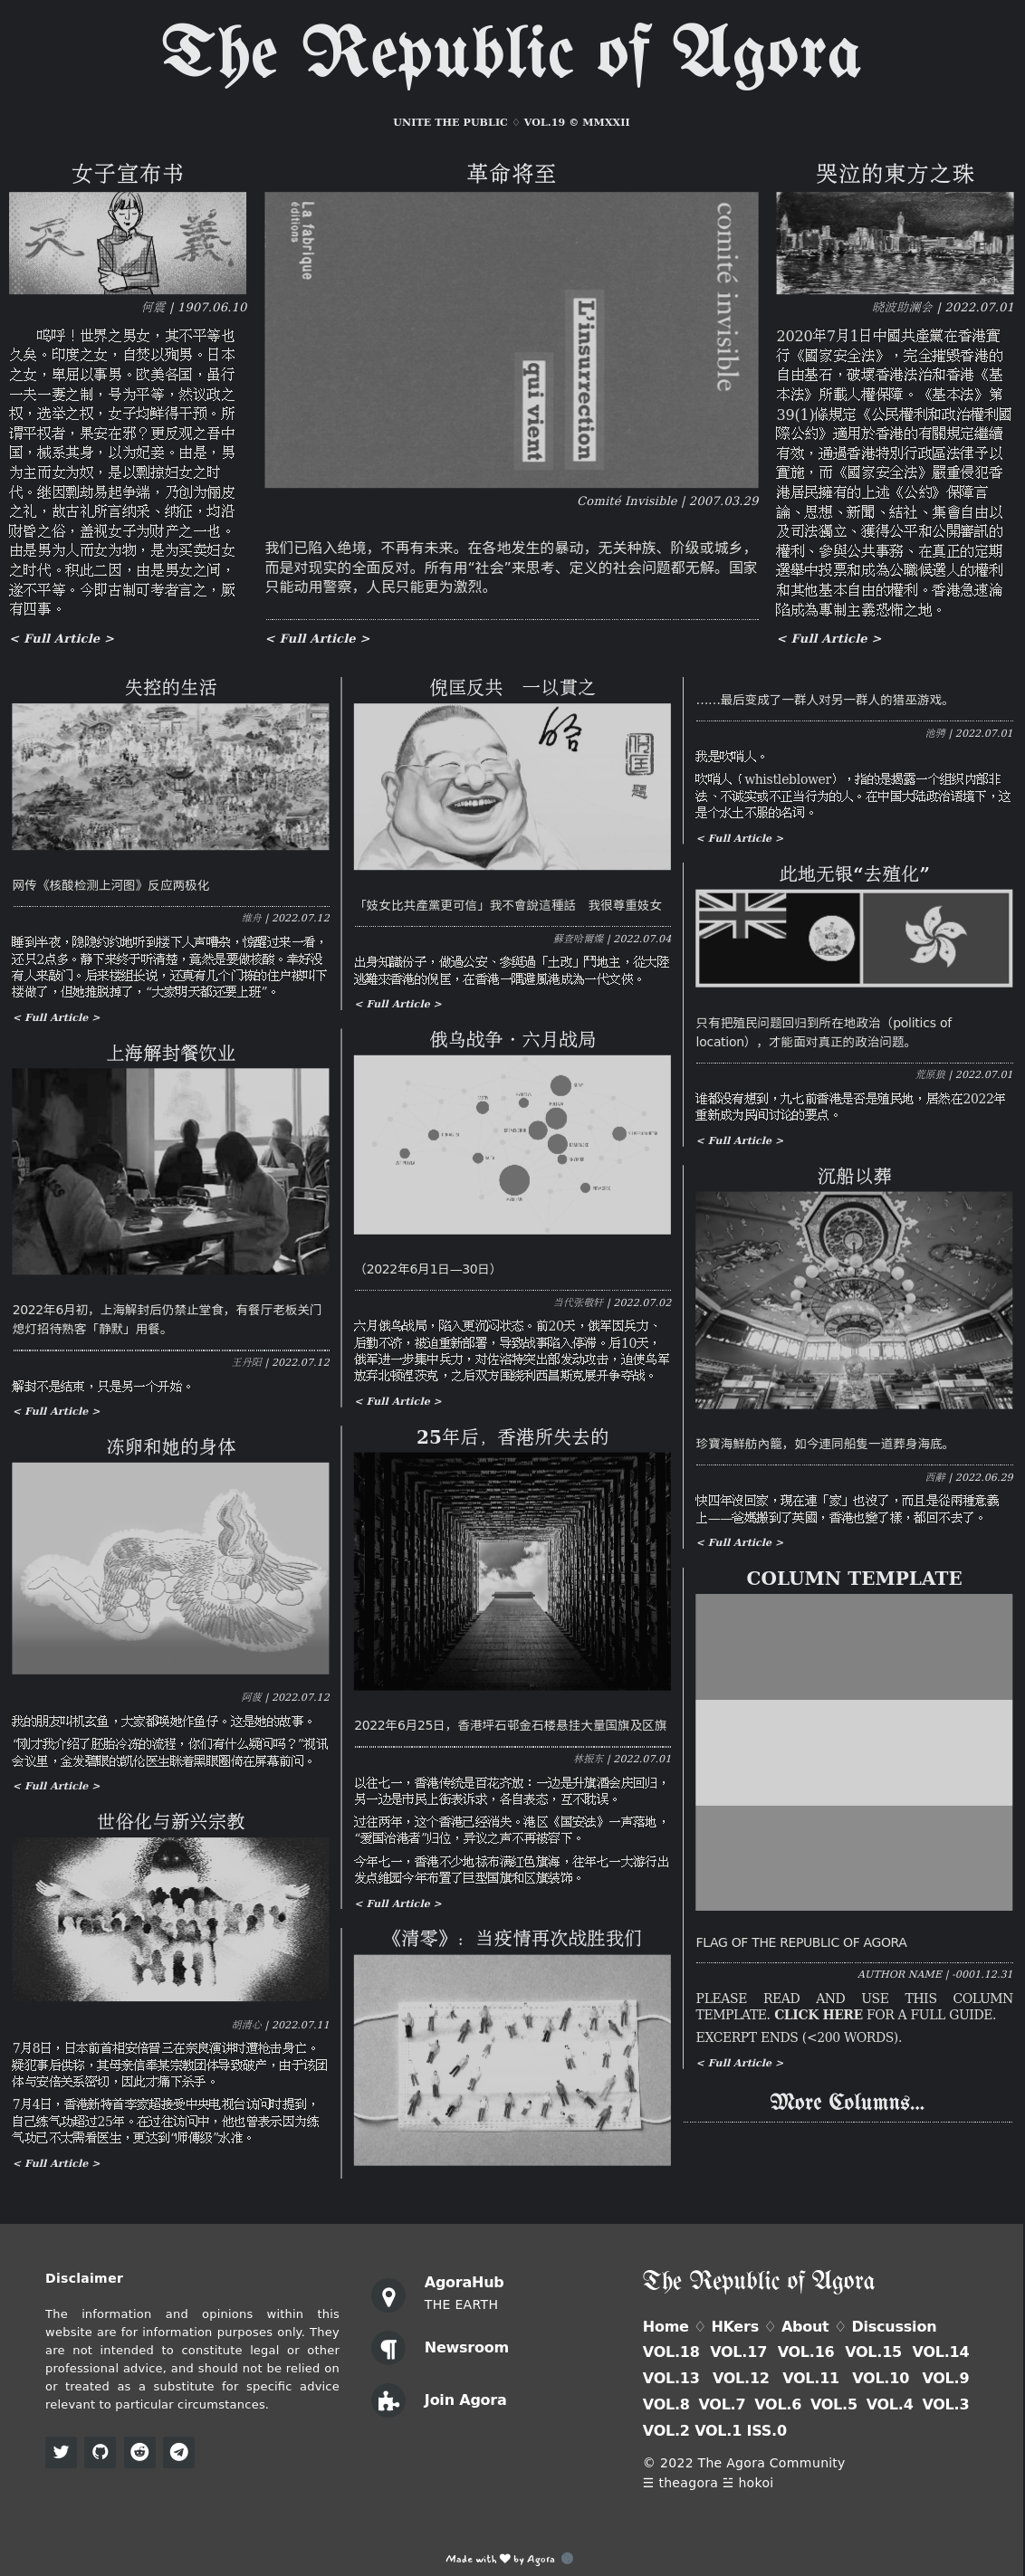 The Republic of Agora
UNITE THE PUBLIC ♢ VOL.19 © MMXXII
女子宣布书
天 義
何震 | 1907.06.10
呜呼！世界之男女，其不平等也
久矣。印度之女，自焚以殉男。日本
之女，卑屈以事男。欧美各国，虽行
一夫一妻之制，号为平等，然议政之
权，选举之权，女子均鲜得干预。所
谓平权者，果安在邪？更反观之吾中
国，械系其身，以为妃妾。由是，男
为主而女为奴，是以剽掠妇女之时
代。继因剽劫易起争端，乃创为俪皮
之礼，故古礼所言纳采、纳征，均沿
财昏之俗，盖视女子为财产之一也。
由是男为人而女为物，是为买卖妇女
之时代。积此二因，由是男女之间，
遂不平等。今即古制可考者言之，厥
有四事。
< Full Article >
革命将至
La fabrique
éditions
comité invisible
L'insurrection
qui vient
Comité Invisible | 2007.03.29
我们已陷入绝境，不再有未来。在各地发生的暴动，无关种族、阶级或城乡，
而是对现实的全面反对。所有用“社会”来思考、定义的社会问题都无解。国家
只能动用警察，人民只能更为激烈。
< Full Article >
哭泣的東方之珠
晓波助澜会 | 2022.07.01
2020年7月1日中國共產黨在香港實
行《國家安全法》，完全摧毀香港的
自由基石，破壞香港法治和香港《基
本法》所載人權保障。《基本法》第
39(1)條規定《公民權利和政治權利國
際公約》適用於香港的有關規定繼續
有效，通過香港特別行政區法律予以
實施，而《國家安全法》嚴重侵犯香
港居民擁有的上述《公約》保障言
論、思想、新聞、結社、集會自由以
及司法獨立、獲得公平和公開審訊的
權利、參與公共事務、在真正的定期
選舉中投票和成為公職候選人的權利
和其他基本自由的權利。香港急速淪
陷成為專制主義恐怖之地。
< Full Article >
失控的生活
网传《核酸检测上河图》反应两极化
维舟 | 2022.07.12
睡到半夜，隐隐约约地听到楼下人声嘈杂，惊醒过来一看，
还只2点多。静下来终于听清楚，竟然是要做核酸。幸好没
有人来敲门。后来楼组长说，还真有几个门栋的住户被叫下
楼做了，但她推脱掉了，“大家明天都还要上班”。
< Full Article >
上海解封餐饮业
2022年6月初，上海解封后仍禁止堂食，有餐厅老板关门
熄灯招待熟客「静默」用餐。
王丹阳 | 2022.07.12
解封不是结束，只是另一个开始。
< Full Article >
冻卵和她的身体
阿菠 | 2022.07.12
我的朋友叫机玄鱼，大家都唤她作鱼仔。这是她的故事。
“刚才我介绍了胚胎冷冻的流程，你们有什么疑问吗？”视讯
会议里，金发碧眼的凯伦医生眯着黑眼圈倚在屏幕前问。
< Full Article >
世俗化与新兴宗教
胡清心 | 2022.07.11
7月8日，日本前首相安倍晋三在奈良演讲时遭枪击身亡。
疑犯事后供称，其母亲信奉某宗教团体导致破产，由于该团
体与安倍关系密切，因此才痛下杀手。
7月4日，香港新特首李家超接受中央电视台访问时提到，
自己练气功超过25年。在过往访问中，他也曾表示因为练
气功已不太需看医生，更达到“师傅级”水准。
< Full Article >
倪匡反共　一以貫之
「妓女比共產黨更可信」我不會說這種話　我很尊重妓女
蘇查哈爾燦 | 2022.07.04
出身知識份子，做過公安、參與過「土改」鬥地主，從大陸
逃難來香港的倪匡，在香港一隅避風港成為一代文俠。
< Full Article >
俄乌战争 · 六月战局
（2022年6月1日—30日）
当代张敬轩 | 2022.07.02
六月俄乌战局，陷入更沉闷状态。前20天，俄军因兵力、
后勤不济，被迫重新部署，导致战事陷入停滞。后10天，
俄军进一步集中兵力，对佐洛特突出部发动攻击，迫使乌军
放弃北顿涅茨克，之后双方围绕利西昌斯克展开争夺战。
< Full Article >
25年后，香港所失去的
2022年6月25日，香港坪石邨金石楼悬挂大量国旗及区旗
林振东 | 2022.07.01
以往七一，香港传统是百花齐放：一边是升旗酒会庆回归，
另一边是市民上街表诉求，各自表态，互不耽误。
过往两年，这个香港已经消失。港区《国安法》一声落地，
“爱国治港者”归位，异议之声不再被容下。
今年七一，香港不少地标布满红色旗海，往年七一大游行出
发点维园今年布置了巨型国旗和区旗装饰。
< Full Article >
《清零》：当疫情再次战胜我们
……最后变成了一群人对另一群人的猎巫游戏。
池骋 | 2022.07.01
我是吹哨人。
吹哨人（whistleblower），指的是揭露一个组织内部非
法、不诚实或不正当行为的人。在中国大陆政治语境下，这
是个水土不服的名词。
< Full Article >
此地无银“去殖化”
只有把殖民问题回归到所在地政治（politics of
location），才能面对真正的政治问题。
荒原狼 | 2022.07.01
谁都没有想到，九七前香港是否是殖民地，居然在2022年
重新成为民间讨论的要点。
< Full Article >
沉船以葬
珍寶海鮮舫內籠，如今連同船隻一道葬身海底。
西辭 | 2022.06.29
快四年沒回家，現在連「家」也沒了，而且是從兩種意義
上——爸媽搬到了英國，香港也變了樣，都回不去了。
< Full Article >
COLUMN TEMPLATE
FLAG OF THE REPUBLIC OF AGORA
AUTHOR NAME | -0001.12.31
PLEASE READ AND USE THIS COLUMN
TEMPLATE. CLICK HERE FOR A FULL GUIDE.
EXCERPT ENDS (<200 WORDS).
< Full Article >
More Columns...
Disclaimer
The information and opinions within this
website are for information purposes only. They
are not intended to constitute legal or other
professional advice, and should not be relied on
or treated as a substitute for specific advice
relevant to particular circumstances.
AgoraHub
THE EARTH
Newsroom
Join Agora
The Republic of Agora
Home ♢ HKers ♢ About ♢ Discussion
VOL.18 VOL.17 VOL.16 VOL.15 VOL.14
VOL.13 VOL.12 VOL.11 VOL.10 VOL.9
VOL.8 VOL.7 VOL.6 VOL.5 VOL.4 VOL.3
VOL.2 VOL.1 ISS.0
© 2022 The Agora Community
☰ theagora ☱ hokoi
Made with ♥ by Agora